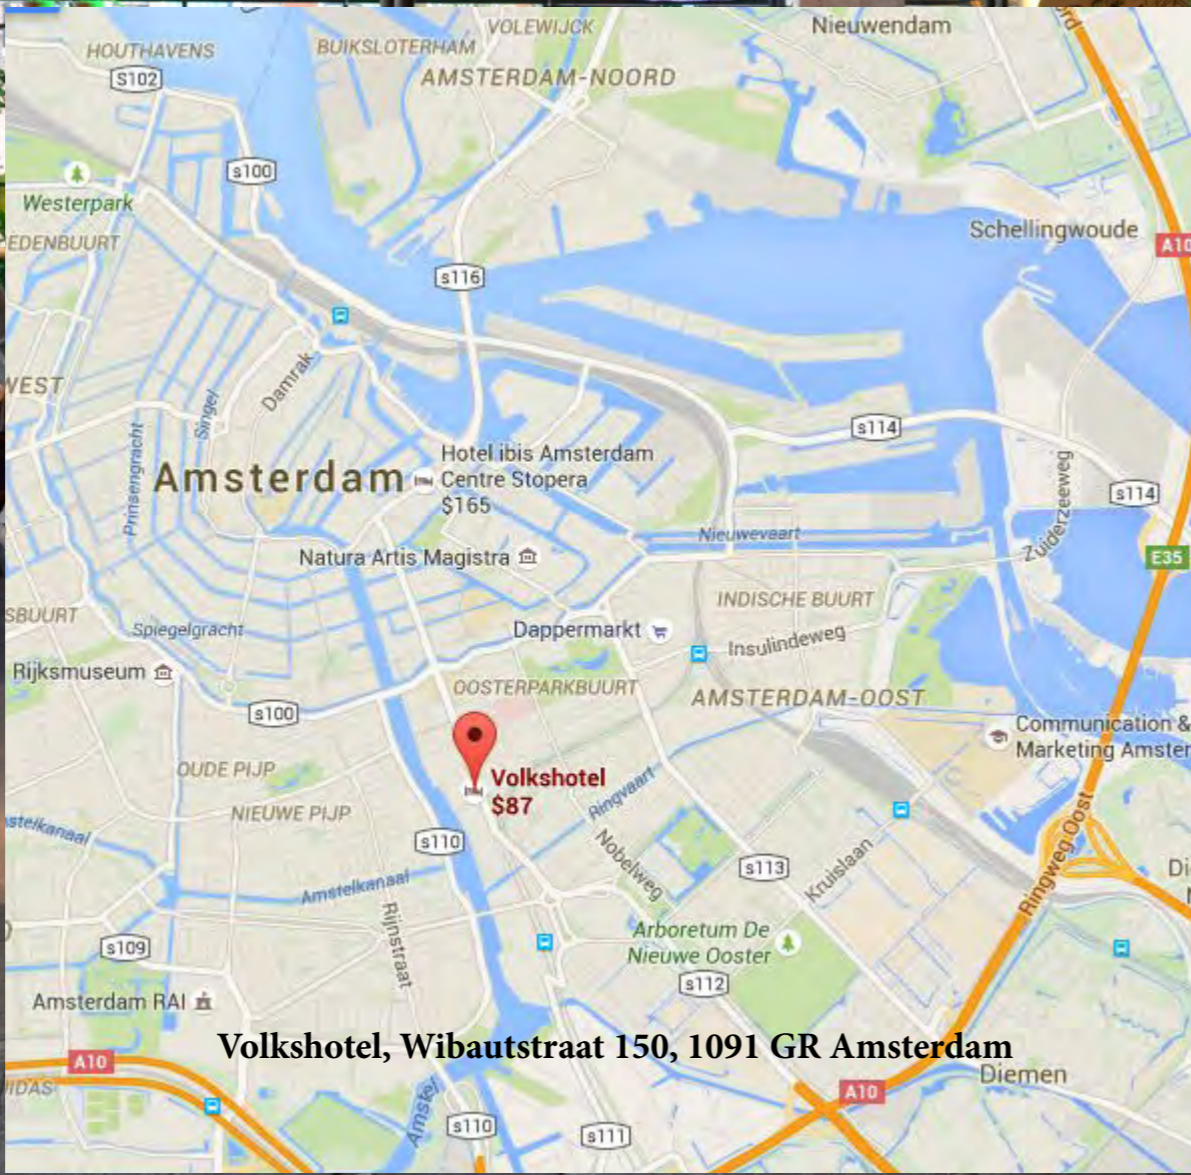 VOLEWIJCK
Nieuwendam
HOUTHAVENS
BUIKSLOTERHAM
S102
AMSTERDAM-NOORD
s100
Westerpark
Schellingwoude
EDENBUURT
A10
s116
Damrak
WEST
Singel
Prinsengracht
s114
Hotel ibis Amsterdam
Centre Stopera
$165
Amsterdam
Zuiderzeeweg
s114
Nieuwevaart
Natura Artis Magistra
E35
INDISCHE BUURT
SBUURT
Spiegelgracht
Dappermarkt
Insulindeweg
Rijksmuseum
OOSTERPARKBUURT
AMSTERDAM-OOST
s100
Communication &
Marketing Amster
OUDE PIJP
Volkshotel
$87
Ringvaart
NIEUWE PIJP
stelkanaal
s110
Nobelweg
s113
Kruislaan
Ringweg Oost
Di
Amstelkanaal
Rijnstraat
s109
Arboretum De
Nieuwe Ooster
s112
Amsterdam RAI
Volkshotel, Wibautstraat 150, 1091 GR Amsterdam
A10
Diemen
IDAS
A10
Amstel
s110
s111